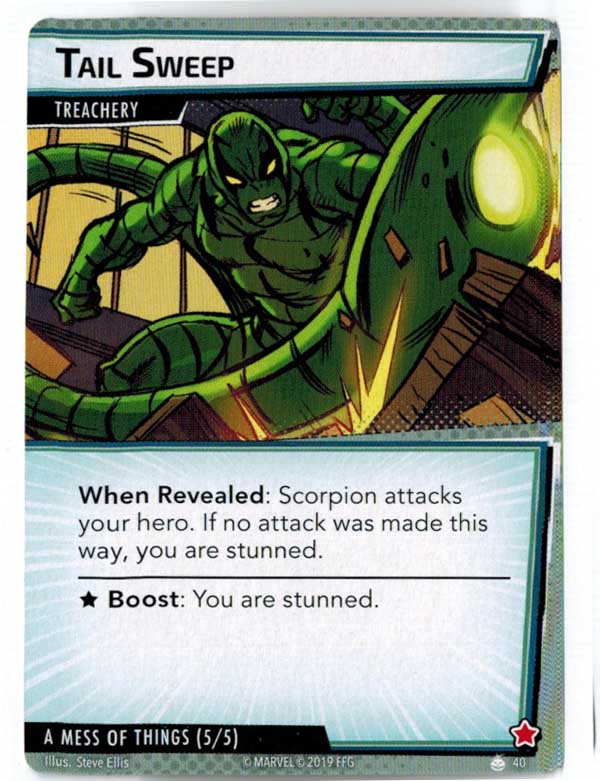 TAIL SWEEP
TREACHERY
When Revealed: Scorpion attacks
your hero. If no attack was made this
way, you are stunned.
★ Boost: You are stunned.
A MESS OF THINGS (5/5)
Illus. Steve Ellis © MARVEL © 2019 FFG 40